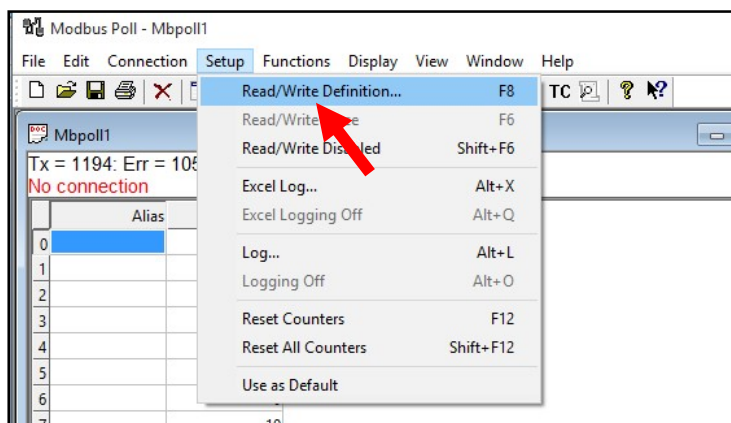 Modbus Poll - Mbpoll1
File Edit Connection Setup Functions Display View Window Help
TC
Mbpoll1
Tx = 1194: Err = 105
No connection
Alias
0
1
2
3
4
5
6
Read/Write Definition... F8
Read/Write F6
Read/Write Disabled Shift+F6
Excel Log... Alt+X
Excel Logging Off Alt+Q
Log... Alt+L
Logging Off Alt+O
Reset Counters F12
Reset All Counters Shift+F12
Use as Default